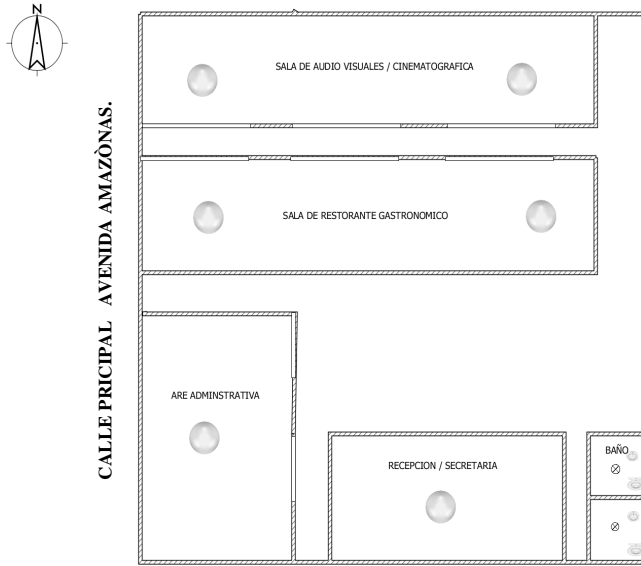 N
SALA DE AUDIO VISUALES / CINEMATOGRAFICA
CALLE PRICIPAL AVENIDA AMAZÒNAS.
SALA DE RESTORANTE GASTRONOMICO
ARE ADMINSTRATIVA
RECEPCION / SECRETARIA
BAÑO